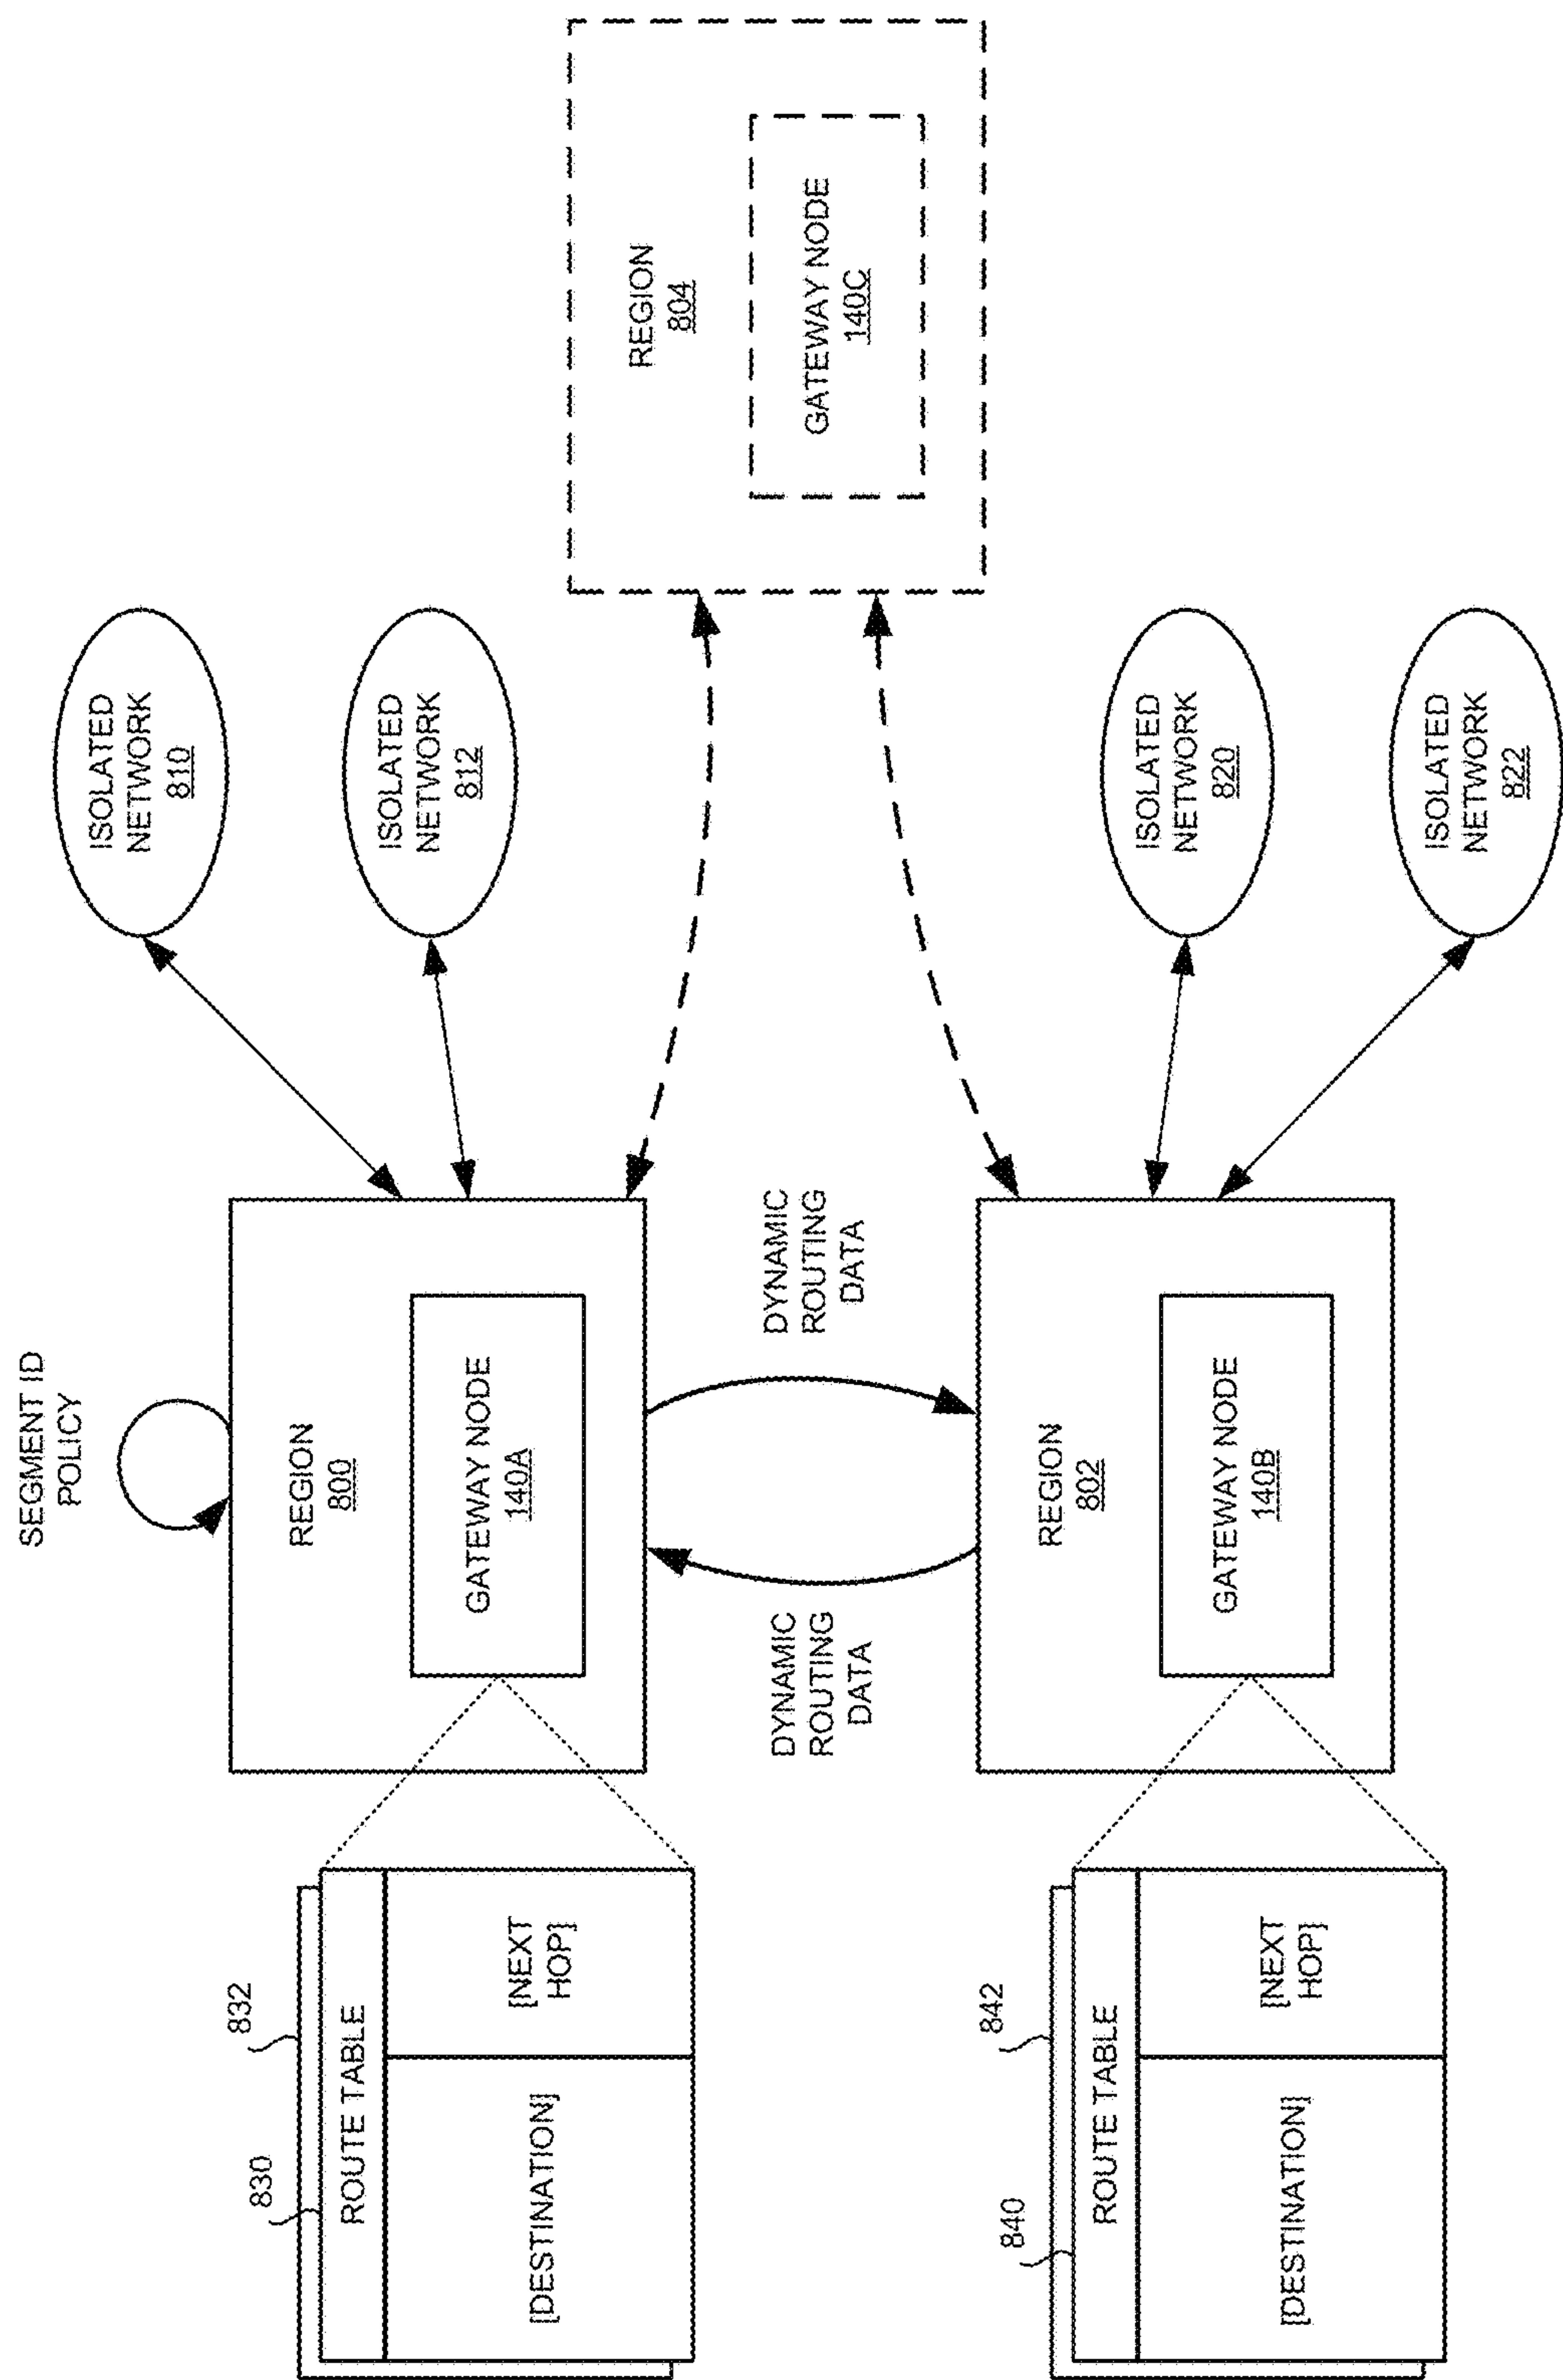 SEGMENT ID
POLICY
832
830
ROUTE TABLE
[DESTINATION]
[NEXT
HOP]
REGION
800
GATEWAY NODE
140A
ISOLATED
NETWORK
810
ISOLATED
NETWORK
812
DYNAMIC
ROUTING
DATA
DYNAMIC
ROUTING
DATA
REGION
804
GATEWAY NODE
140C
842
840
ROUTE TABLE
[DESTINATION]
[NEXT
HOP]
REGION
802
GATEWAY NODE
140B
ISOLATED
NETWORK
820
ISOLATED
NETWORK
822